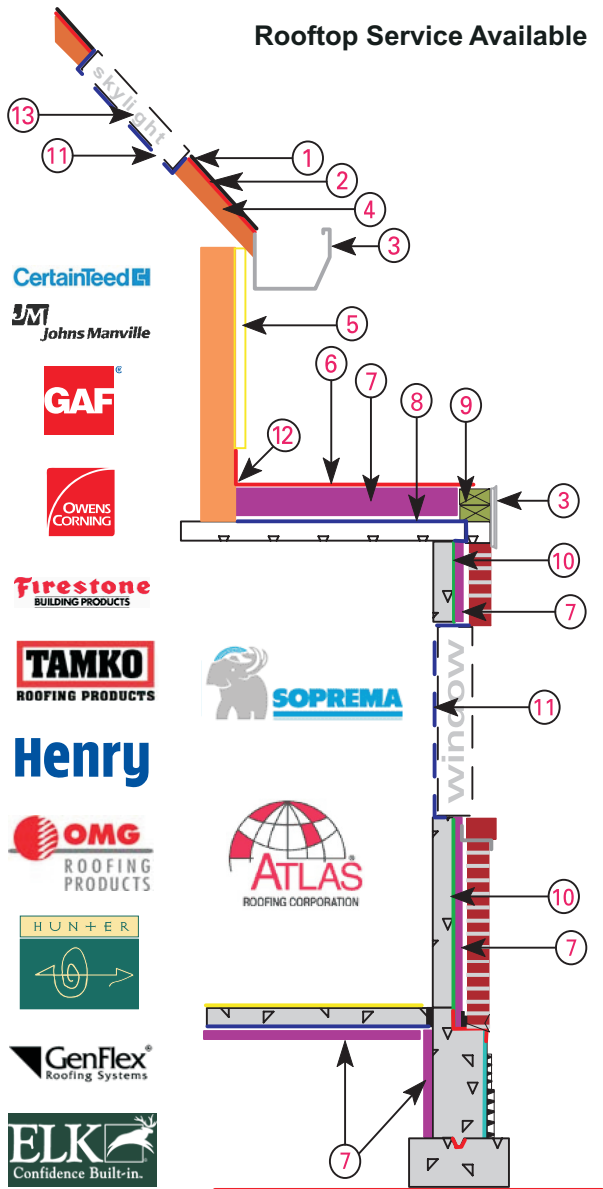 Rooftop Service Available
skylight
13
11
1
2
4
3
CertainTeed
JM
Johns Manville
5
GAF
6
7
8
9
12
3
OWENS
CORNING
10
Firestone
BUILDING PRODUCTS
7
TAMKO
ROOFING PRODUCTS
SOPREMA
window
11
Henry
OMG
ROOFING
PRODUCTS
ATLAS
ROOFING CORPORATION
10
HUNTER
7
GenFlex®
Roofing Systems
7
ELK
Confidence Built-in.